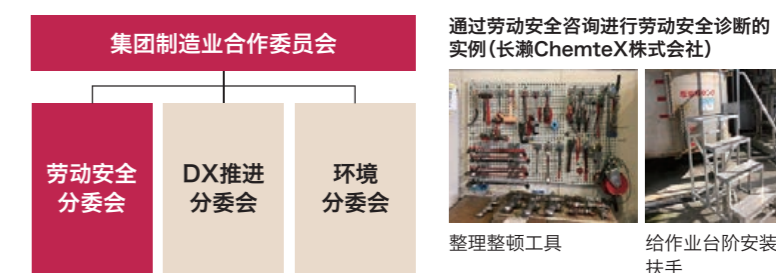 集团制造业合作委员会
劳动安全
分委会
DX推进
分委会
环境
分委会
通过劳动安全咨询进行劳动安全诊断的
实例(长濑ChemteX株式会社)
整理整顿工具
给作业台阶安装
扶手